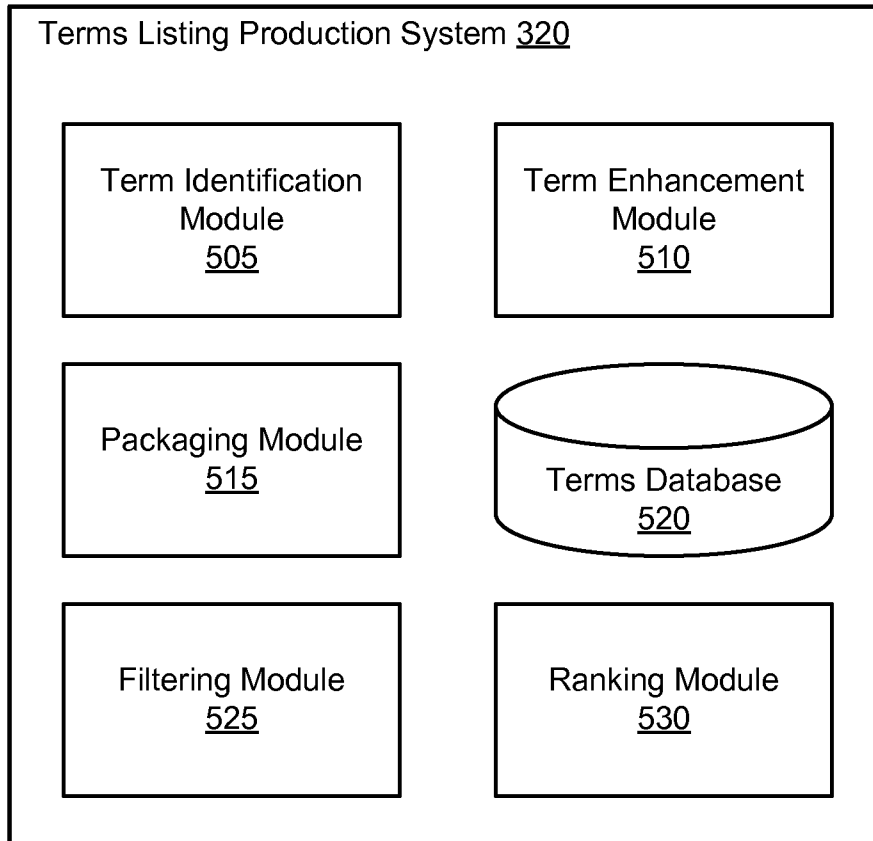 Terms Listing Production System 320
Term Identification
Module
505
Term Enhancement
Module
510
Packaging Module
515
Terms Database
520
Filtering Module
525
Ranking Module
530